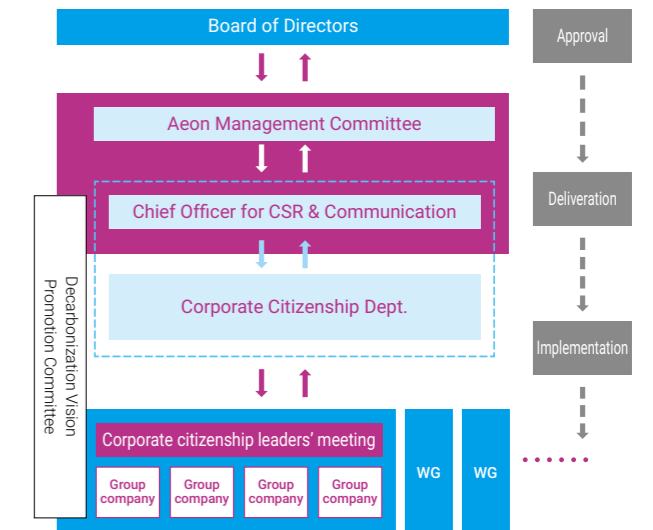 Board of Directors
Approval
Aeon Management Committee
Deliveration
Chief Officer for CSR & Communication
Decarbonization Vision
Promotion Committee
Corporate Citizenship Dept.
Implementation
Corporate citizenship leaders’ meeting
Group
company
Group
company
Group
company
Group
company
WG
WG